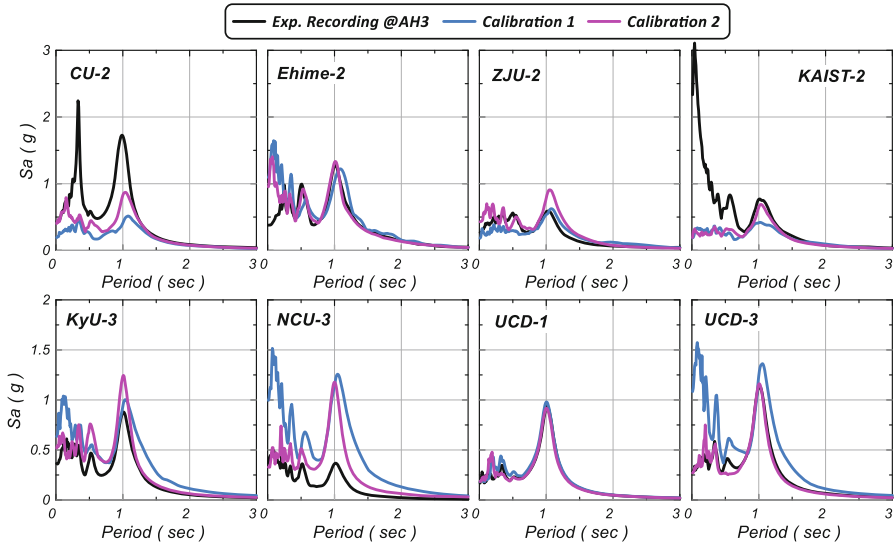 Exp. Recording @AH3 Calibration 1 Calibration 2
CU-2 Ehime-2 ZJU-2 KAIST-2
3
2
1
0
Sa ( g )
0 1 2 3 0 1 2 3 0 1 2 3 0 1 2 3
Period ( sec ) Period ( sec ) Period ( sec ) Period ( sec )
KyU-3 NCU-3 UCD-1 UCD-3
2
1.5
1
0.5
0
Sa ( g )
0 1 2 3 0 1 2 3 0 1 2 3 0 1 2 3
Period ( sec ) Period ( sec ) Period ( sec ) Period ( sec )